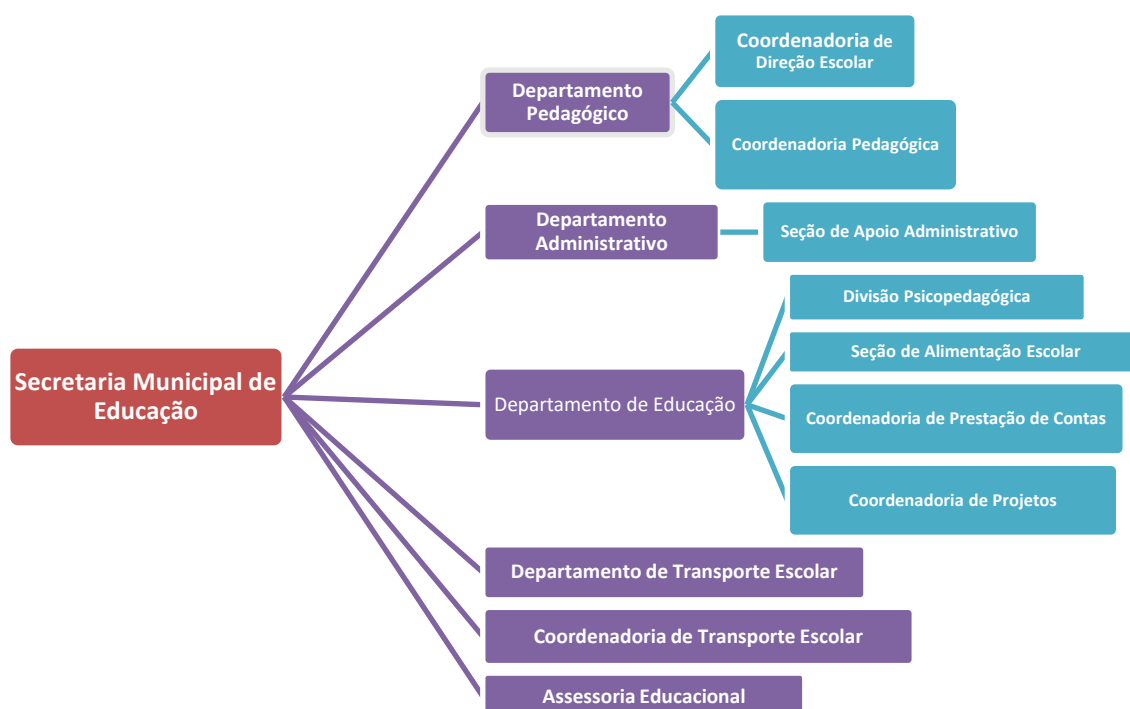 Coordenadoria de
Direção Escolar
Departamento
Pedagógico
Coordenadoria Pedagógica
Departamento
Administrativo
Seção de Apoio Administrativo
Divisão Psicopedagógica
Seção de Alimentação Escolar
Secretaria Municipal de
Educação
Departamento de Educação
Coordenadoria de Prestação de Contas
Coordenadoria de Projetos
Departamento de Transporte Escolar
Coordenadoria de Transporte Escolar
Assessoria Educacional